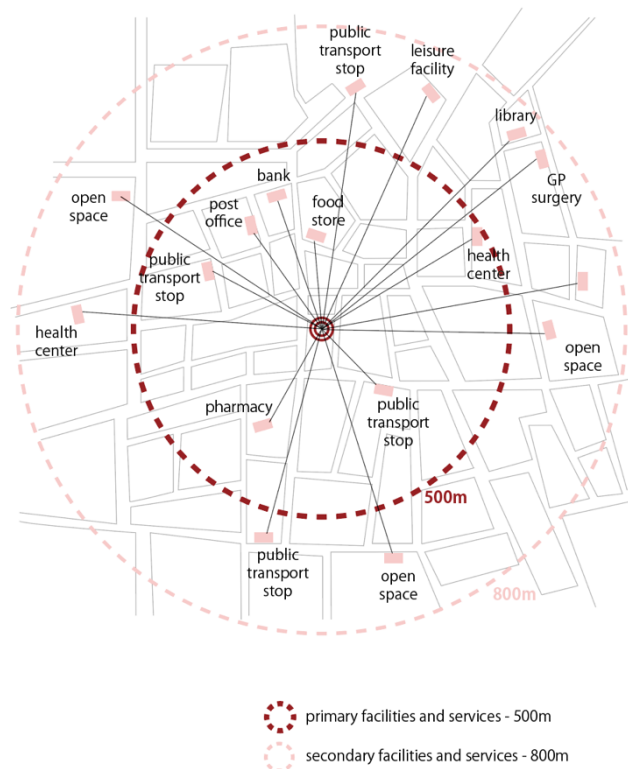 public
transport
stop
leisure
facility
library
GP
surgery
bank
open
space
post
office
food
store
public
transport
stop
health
center
health
center
open
space
pharmacy
public
transport
stop
500m
public
transport
stop
open
space
800m
primary facilities and services - 500m
secondary facilities and services - 800m